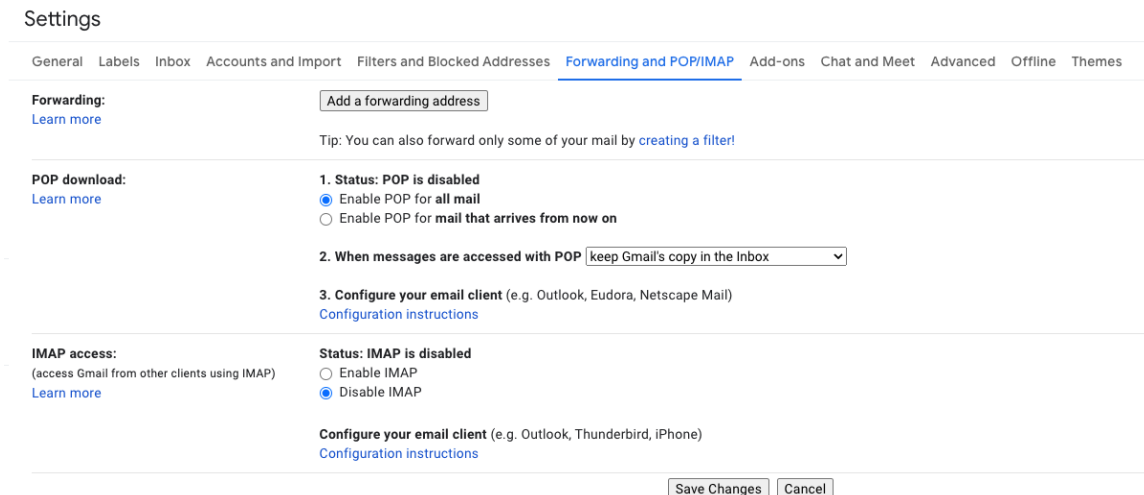 Settings
General Labels Inbox Accounts and Import Filters and Blocked Addresses Forwarding and POP/IMAP Add-ons Chat and Meet Advanced Offline Themes
Forwarding:
Learn more
Add a forwarding address
Tip: You can also forward only some of your mail by creating a filter!
POP download:
Learn more
1. Status: POP is disabled
Enable POP for all mail
Enable POP for mail that arrives from now on
2. When messages are accessed with POP keep Gmail's copy in the Inbox
3. Configure your email client (e.g. Outlook, Eudora, Netscape Mail)
Configuration instructions
IMAP access:
(access Gmail from other clients using IMAP)
Learn more
Status: IMAP is disabled
Enable IMAP
Disable IMAP
Configure your email client (e.g. Outlook, Thunderbird, iPhone)
Configuration instructions
Save Changes Cancel